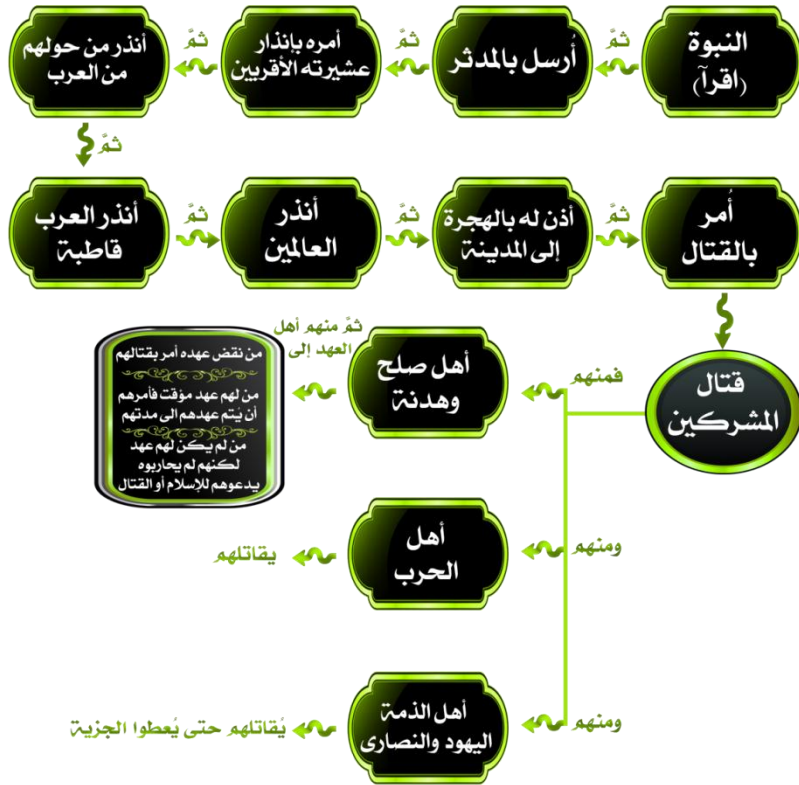 النبوة
(اقرآ)
ثمَّ
أُرسل بالمدثر
ثمَّ
أمره بإنذار
عشيرته الأقربين
ثمَّ
أنذر من حولهم
من العرب
ثمَّ
أنذر العرب
قاطبة
ثمَّ
أنذر
العالمين
ثمَّ
أذن له بالهجرة
إلى المدينة
ثمَّ
أُمر
بالقتال
قتال
المشركين
فمنهم
أهل صلح
وهدنة
ثمَّ منهم أهل
العهد إلى
من نقض عهده أمر بقتالهم
من لهم عهد مؤقت فأمرهم
أن يُتم عهدهم الى مدتهم
من لم يكن لهم عهد
لكنهم لم يحاربوه
يدعوهم للإسلام أو القتال
ومنهم
أهل
الحرب
يقاتلهم
ومنهم
أهل الذمة
اليهود والنصارى
يُقاتلهم حتى يُعطوا الجزية